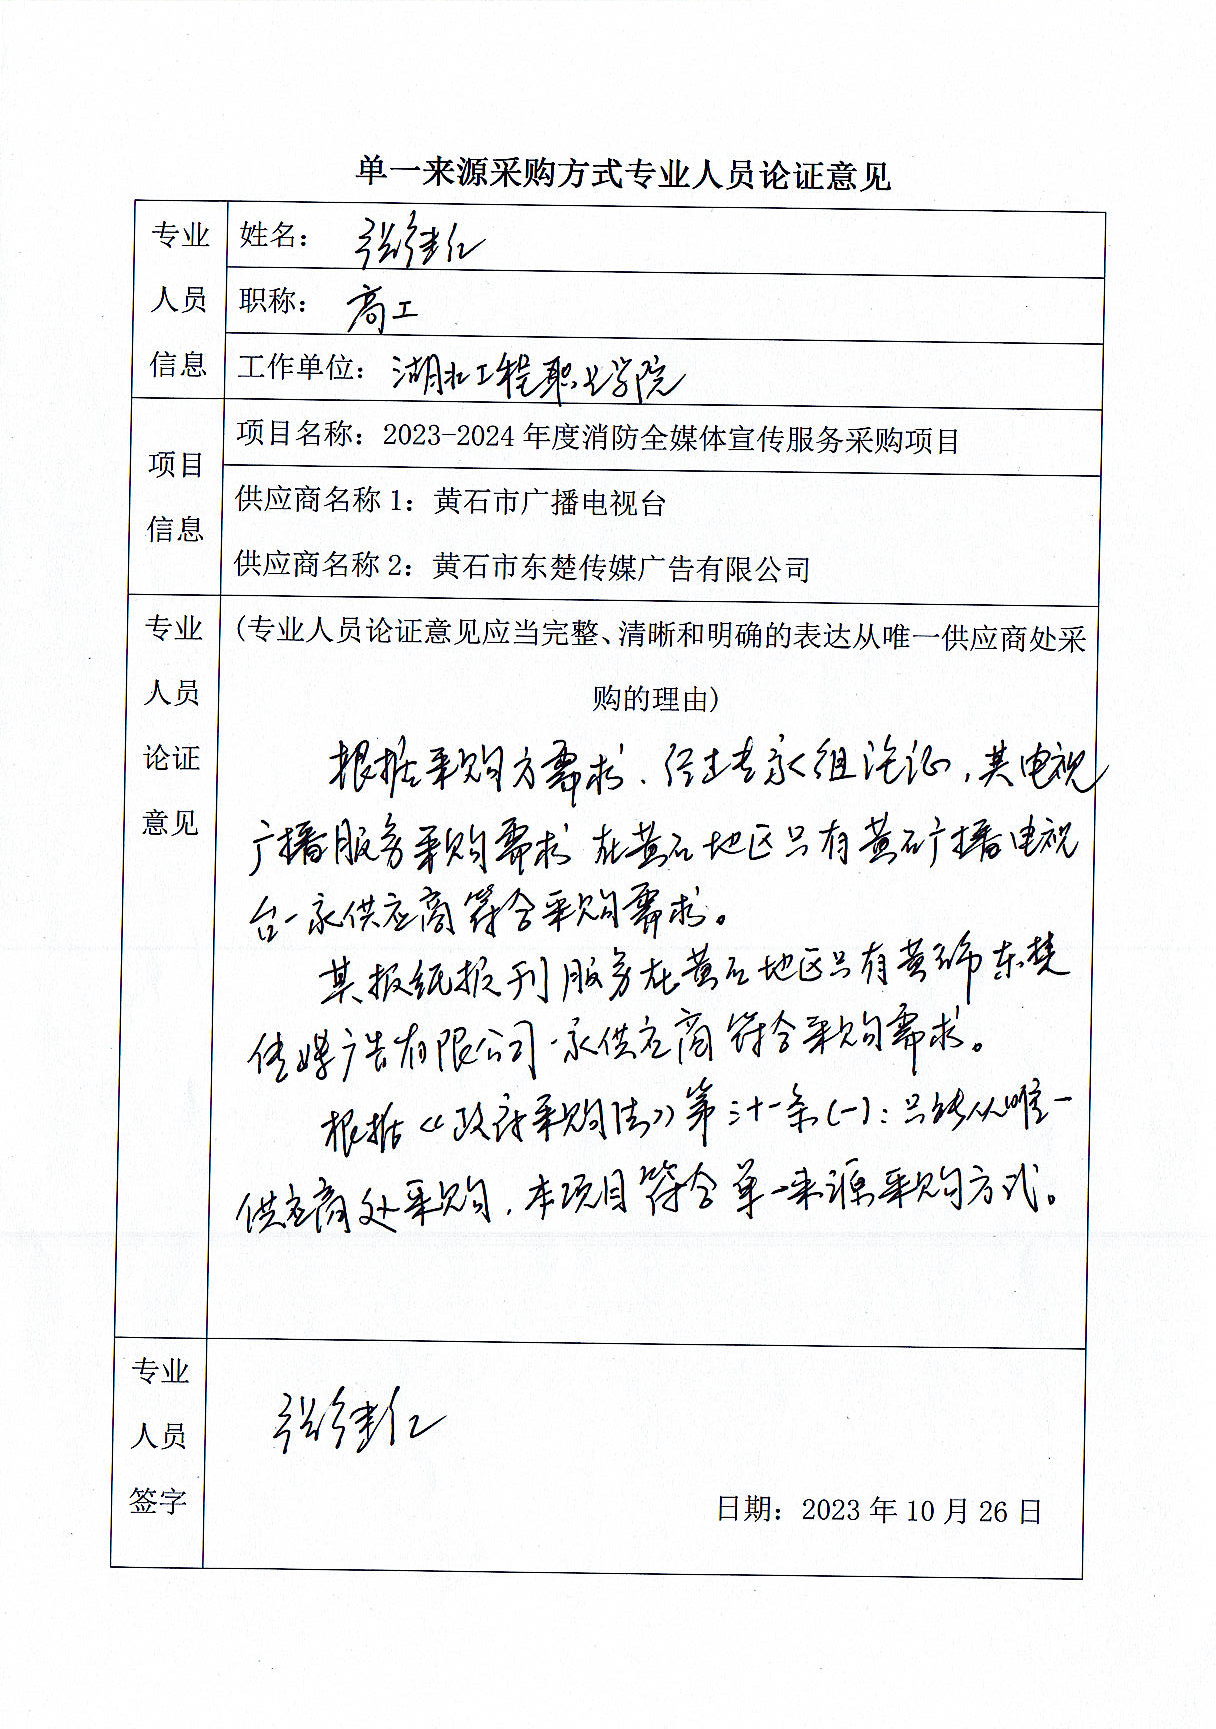 单一来源采购方式专业人员论证意见
专业
人员
信息
姓名：
职称： 高工
工作单位：湖北工程职业学院
项目
信息
项目名称：2023-2024年度消防全媒体宣传服务采购项目
供应商名称1：黄石市广播电视台
供应商名称2：黄石市东楚传媒广告有限公司
专业
人员
论证
意见
(专业人员论证意见应当完整、清晰和明确的表达从唯一供应商处采
购的理由)
根据采购方需求、经过专家组论证，其电视
广播服务采购需求在黄石地区只有黄石广播电视
台一家供应商符合采购需求。
其报纸报刊服务在黄石地区只有黄石市东楚
传媒广告有限公司一家供应商符合采购需求。
根据《政府采购法》第三十一条(一)：只能从唯一
供应商处采购，本项目符合单一来源采购方式。
专业
人员
签字
日期：2023年10月26日